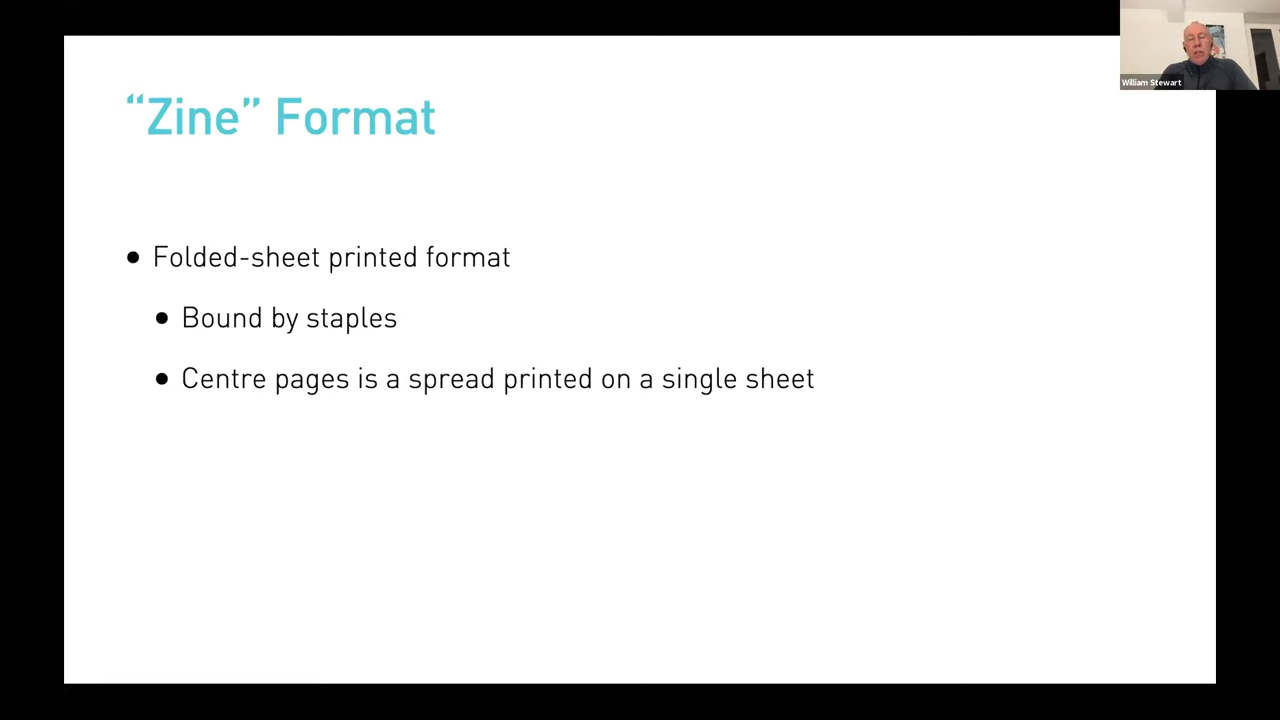 “Zine” Format
● Folded-sheet printed format
● Bound by staples
● Centre pages is a spread printed on a single sheet
William Stewart